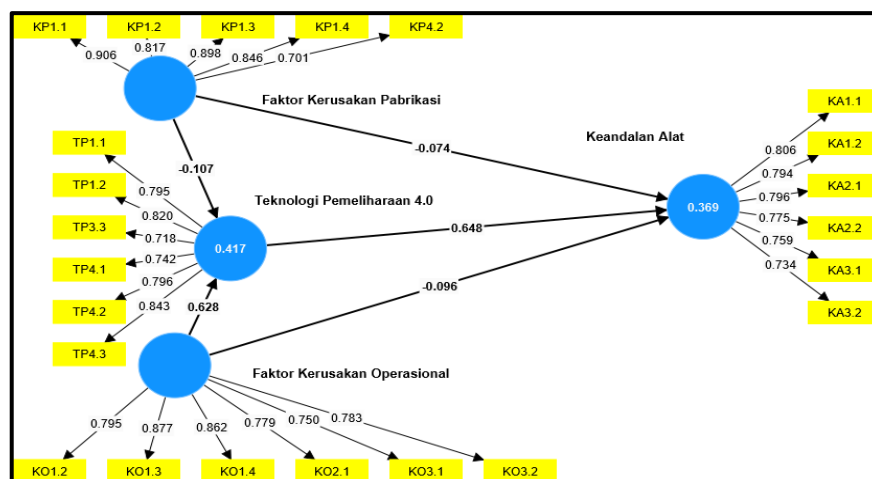 KP1.1 KP1.2 KP1.3 KP1.4 KP4.2
0.906 0.817 0.898 0.846 0.701
Faktor Kerusakan Pabrikasi
Keandalan Alat
KA1.1
KA1.2
KA2.1
KA2.2
KA3.1
KA3.2
0.806
0.794
0.796
0.775
0.759
0.734
-0.074
-0.107
TP1.1
TP1.2
TP3.3
TP4.1
TP4.2
TP4.3
0.795
0.820
0.718
0.742
0.796
0.843
Teknologi Pemeliharaan 4.0
0.417
0.648
0.369
-0.096
0.628
Faktor Kerusakan Operasional
0.795 0.877 0.862 0.779 0.750 0.783
KO1.2 KO1.3 KO1.4 KO2.1 KO3.1 KO3.2